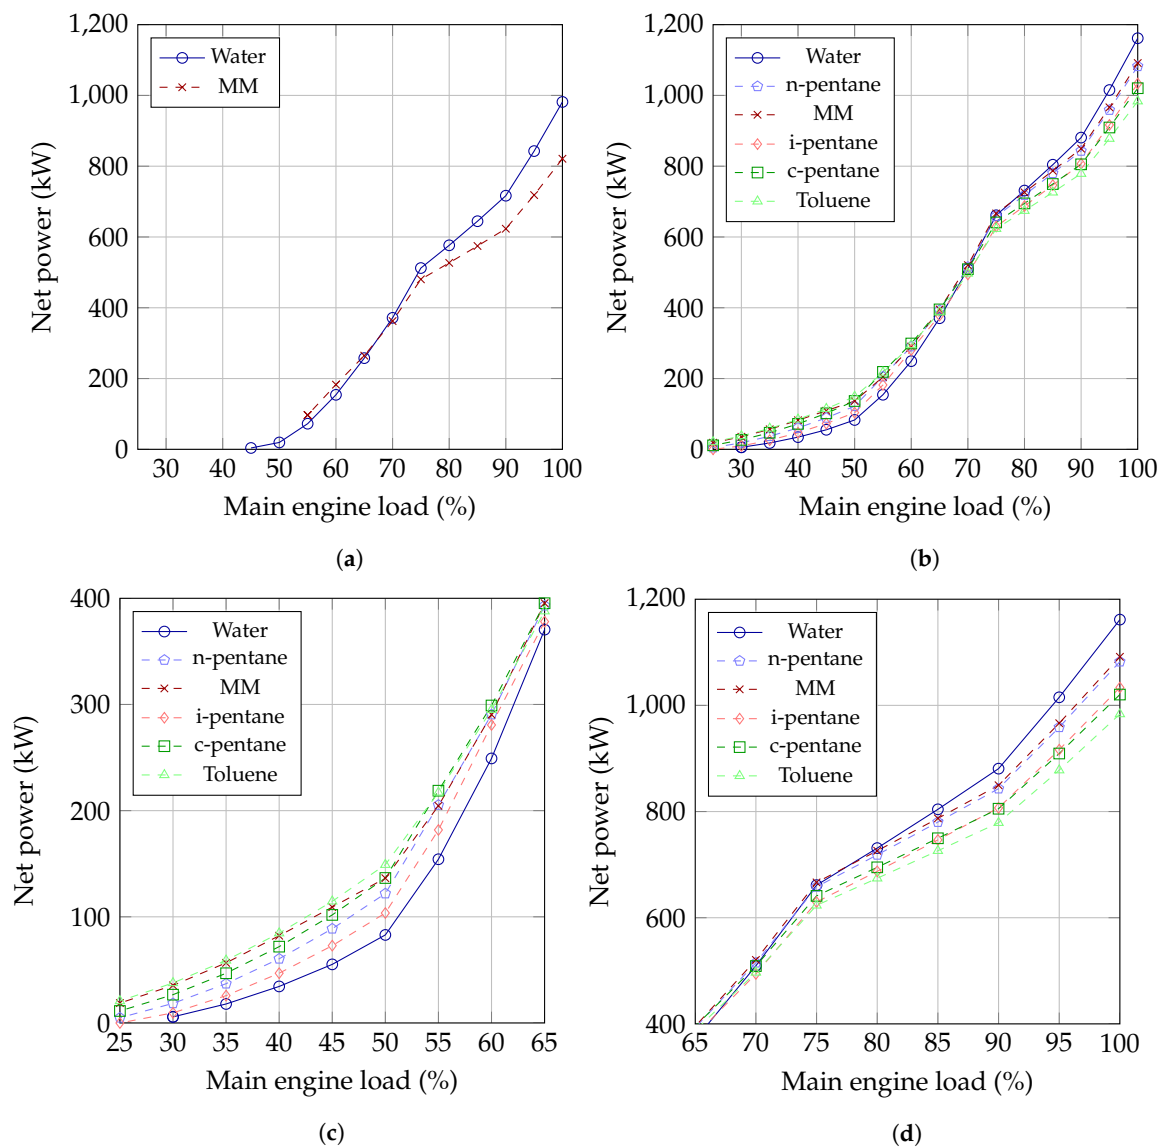 1,200
1,000
800
600
400
200
0
30 40 50 60 70 80 90 100
Net power (kW)
Main engine load (%)
Water
MM
(a)
1,200
1,000
800
600
400
200
0
30 40 50 60 70 80 90 100
Net power (kW)
Main engine load (%)
Water
n-pentane
MM
i-pentane
c-pentane
Toluene
(b)
400
300
200
100
0
25 30 35 40 45 50 55 60 65
Net power (kW)
Main engine load (%)
Water
n-pentane
MM
i-pentane
c-pentane
Toluene
(c)
1,200
1,000
800
600
400
65 70 75 80 85 90 95 100
Net power (kW)
Main engine load (%)
Water
n-pentane
MM
i-pentane
c-pentane
Toluene
(d)